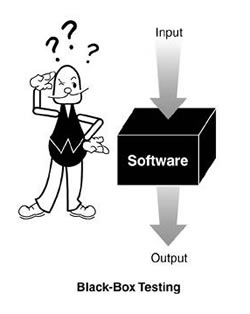 ? ? ?
Input
Software
Output
Black-Box Testing